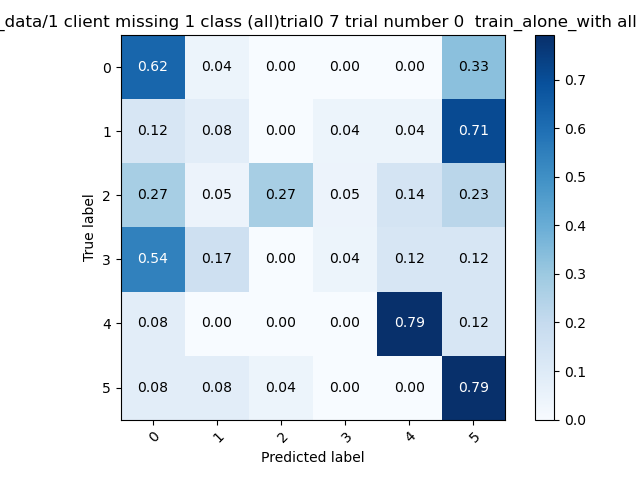 _data/1 client missing 1 class (all)trial0 7 trial number 0  train_alone_with all
0 0.62 0.04 0.00 0.00 0.00 0.33
1 0.12 0.08 0.00 0.04 0.04 0.71
2 0.27 0.05 0.27 0.05 0.14 0.23
3 0.54 0.17 0.00 0.04 0.12 0.12
4 0.08 0.00 0.00 0.00 0.79 0.12
5 0.08 0.08 0.04 0.00 0.00 0.79
True label
0 1 2 3 4 5
Predicted label
0.7
0.6
0.5
0.4
0.3
0.2
0.1
0.0